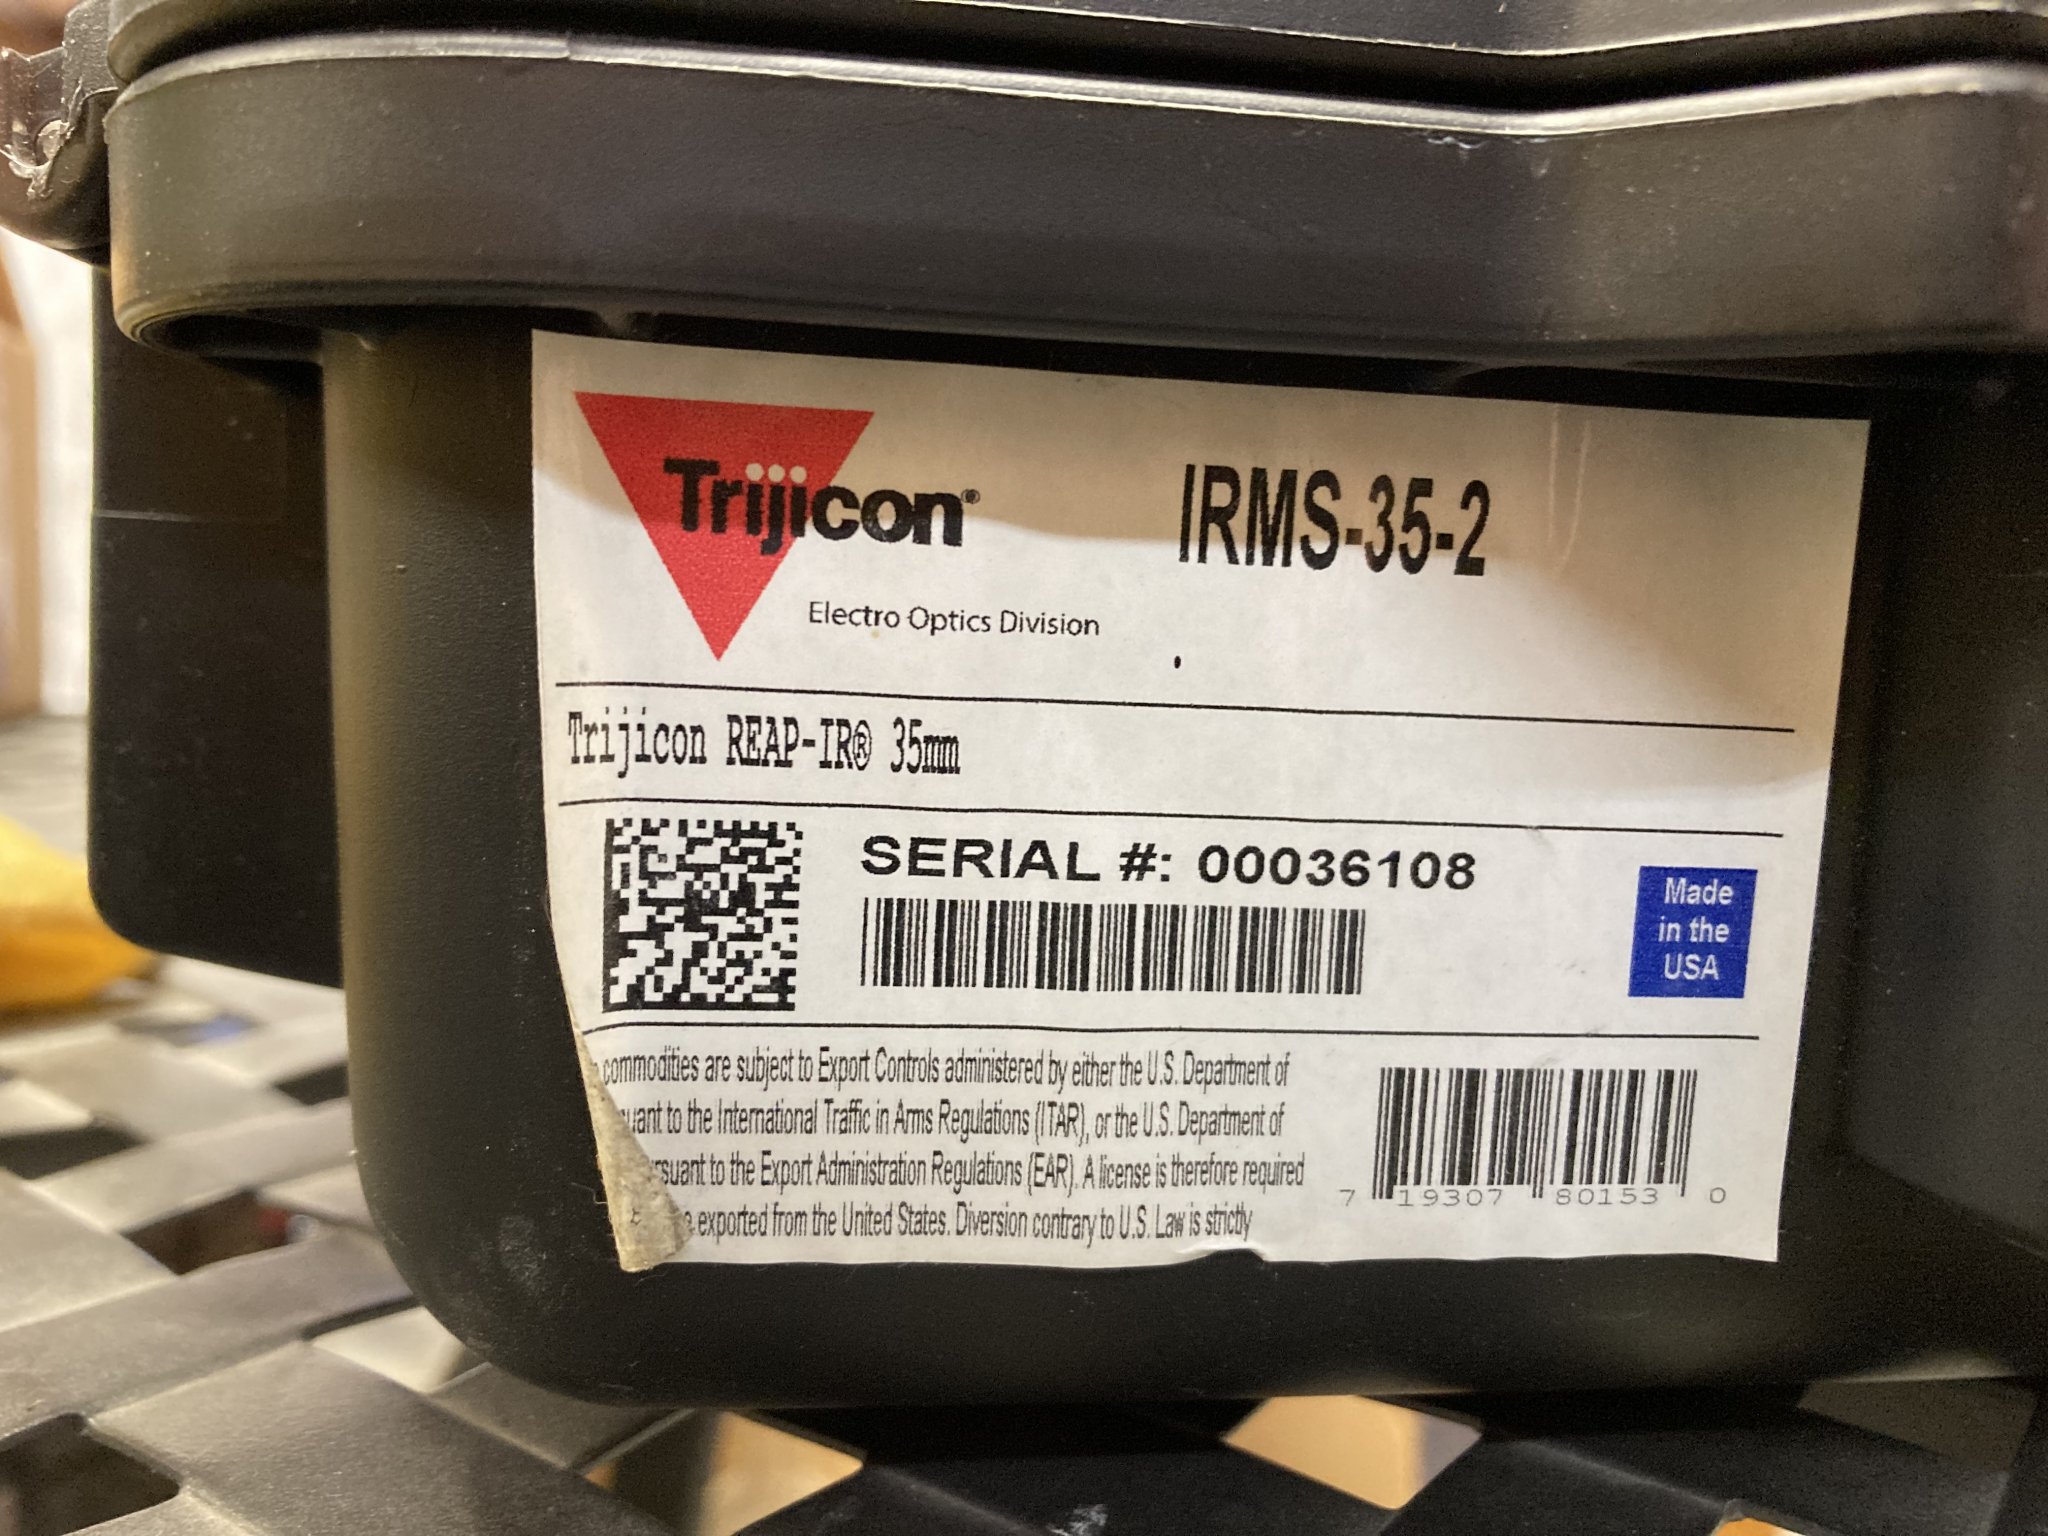 Trijicon®
IRMS-35-2
Electro Optics Division
Trijicon REAP-IR® 35mm
SERIAL #: 00036108
Made
in the
USA
commodities are subject to Export Controls administered by either the U.S. Department of
to the International Traffic in Arms Regulations (ITAR), or the U.S. Department of
to the Export Administration Regulations (EAR). A license is therefore required
exported from the United States. Diversion contrary to U.S. Law is strictly
7 19307 80153 0